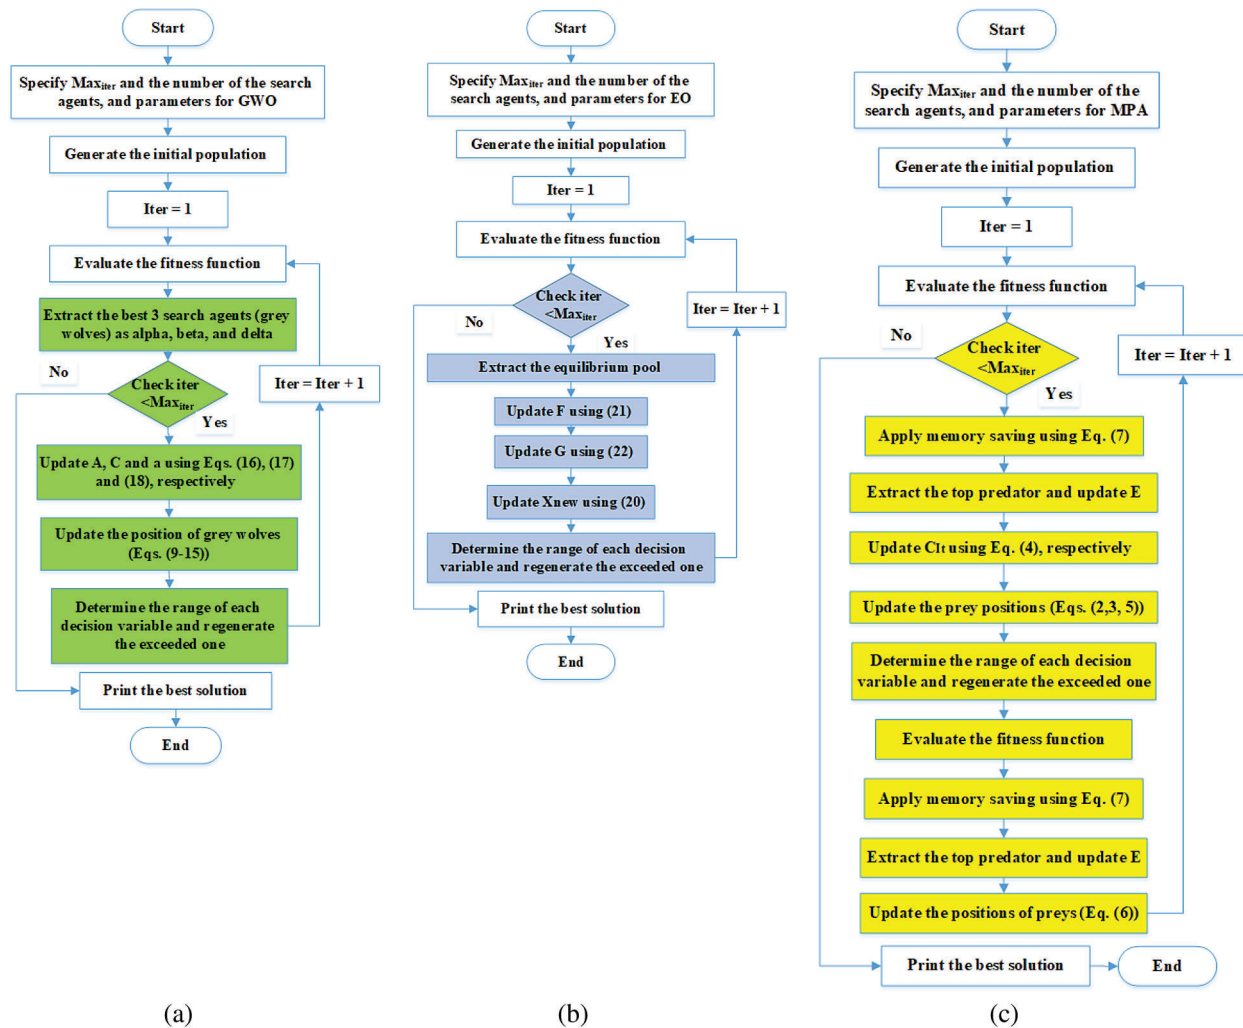 Start
Specify Maxiter and the number of the search
agents, and parameters for GWO
Generate the initial population
Iter = 1
Evaluate the fitness function
Extract the best 3 search agents (grey
wolves) as alpha, beta, and delta
No
Check iter
<Maxiter
Iter = Iter + 1
Yes
Update A, C and a using Eqs. (16), (17)
and (18), respectively
Update the position of grey wolves
(Eqs. (9-15))
Determine the range of each
decision variable and regenerate
the exceeded one
Print the best solution
End
(a)
Start
Specify Maxiter and the number of the
search agents, and parameters for EO
Generate the initial population
Iter = 1
Evaluate the fitness function
Check iter
<Maxiter
No
Iter = Iter + 1
Yes
Extract the equilibrium pool
Update F using (21)
Update G using (22)
Update Xnew using (20)
Determine the range of each decision
variable and regenerate the exceeded one
Print the best solution
End
(b)
Start
Specify Maxiter and the number of the
search agents, and parameters for MPA
Generate the initial population
Iter = 1
Evaluate the fitness function
No
Check iter
<Maxiter
Iter = Iter + 1
Yes
Apply memory saving using Eq. (7)
Extract the top predator and update E
Update CIt using Eq. (4), respectively
Update the prey positions (Eqs. (2,3, 5))
Determine the range of each decision
variable and regenerate the exceeded one
Evaluate the fitness function
Apply memory saving using Eq. (7)
Extract the top predator and update E
Update the positions of preys (Eq. (6))
Print the best solution
End
(c)